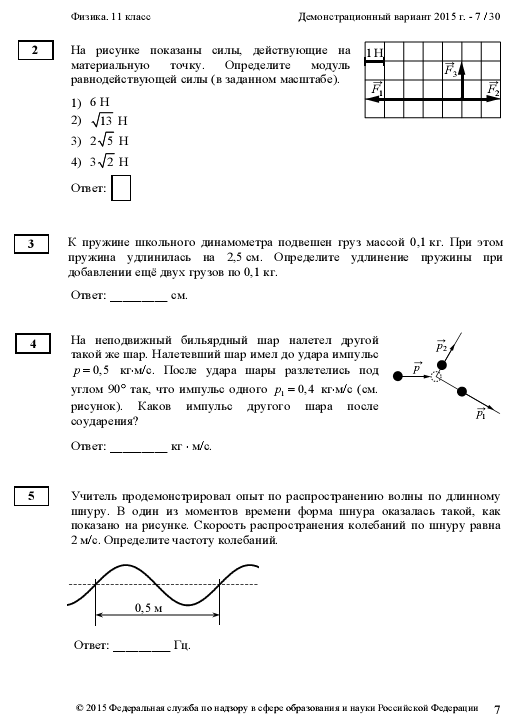 Физика. 11 класс Демонстрационный вариант 2015 г. - 7 / 30
2
На рисунке показаны силы, действующие на
материальную точку. Определите модуль
равнодействующей силы (в заданном масштабе).
1) 6 Н
2) √13 Н
3) 2√5 Н
4) 3√2 Н
Ответ:
1 Н
F₃
F₁
F₂
3
К пружине школьного динамометра подвешен груз массой 0,1 кг. При этом
пружина удлинилась на 2,5 см. Определите удлинение пружины при
добавлении ещё двух грузов по 0,1 кг.
Ответ: __________ см.
4
На неподвижный бильярдный шар налетел другой
такой же шар. Налетевший шар имел до удара импульс
p = 0,5 кг·м/с. После удара шары разлетелись под
углом 90° так, что импульс одного p₁ = 0,4 кг·м/с (см.
рисунок). Каков импульс другого шара после
соударения?
Ответ: __________ кг · м/с.
p₂
p
p₁
5
Учитель продемонстрировал опыт по распространению волны по длинному
шнуру. В один из моментов времени форма шнура оказалась такой, как
показано на рисунке. Скорость распространения колебаний по шнуру равна
2 м/с. Определите частоту колебаний.
0,5 м
Ответ: __________ Гц.
© 2015 Федеральная служба по надзору в сфере образования и науки Российской Федерации 7